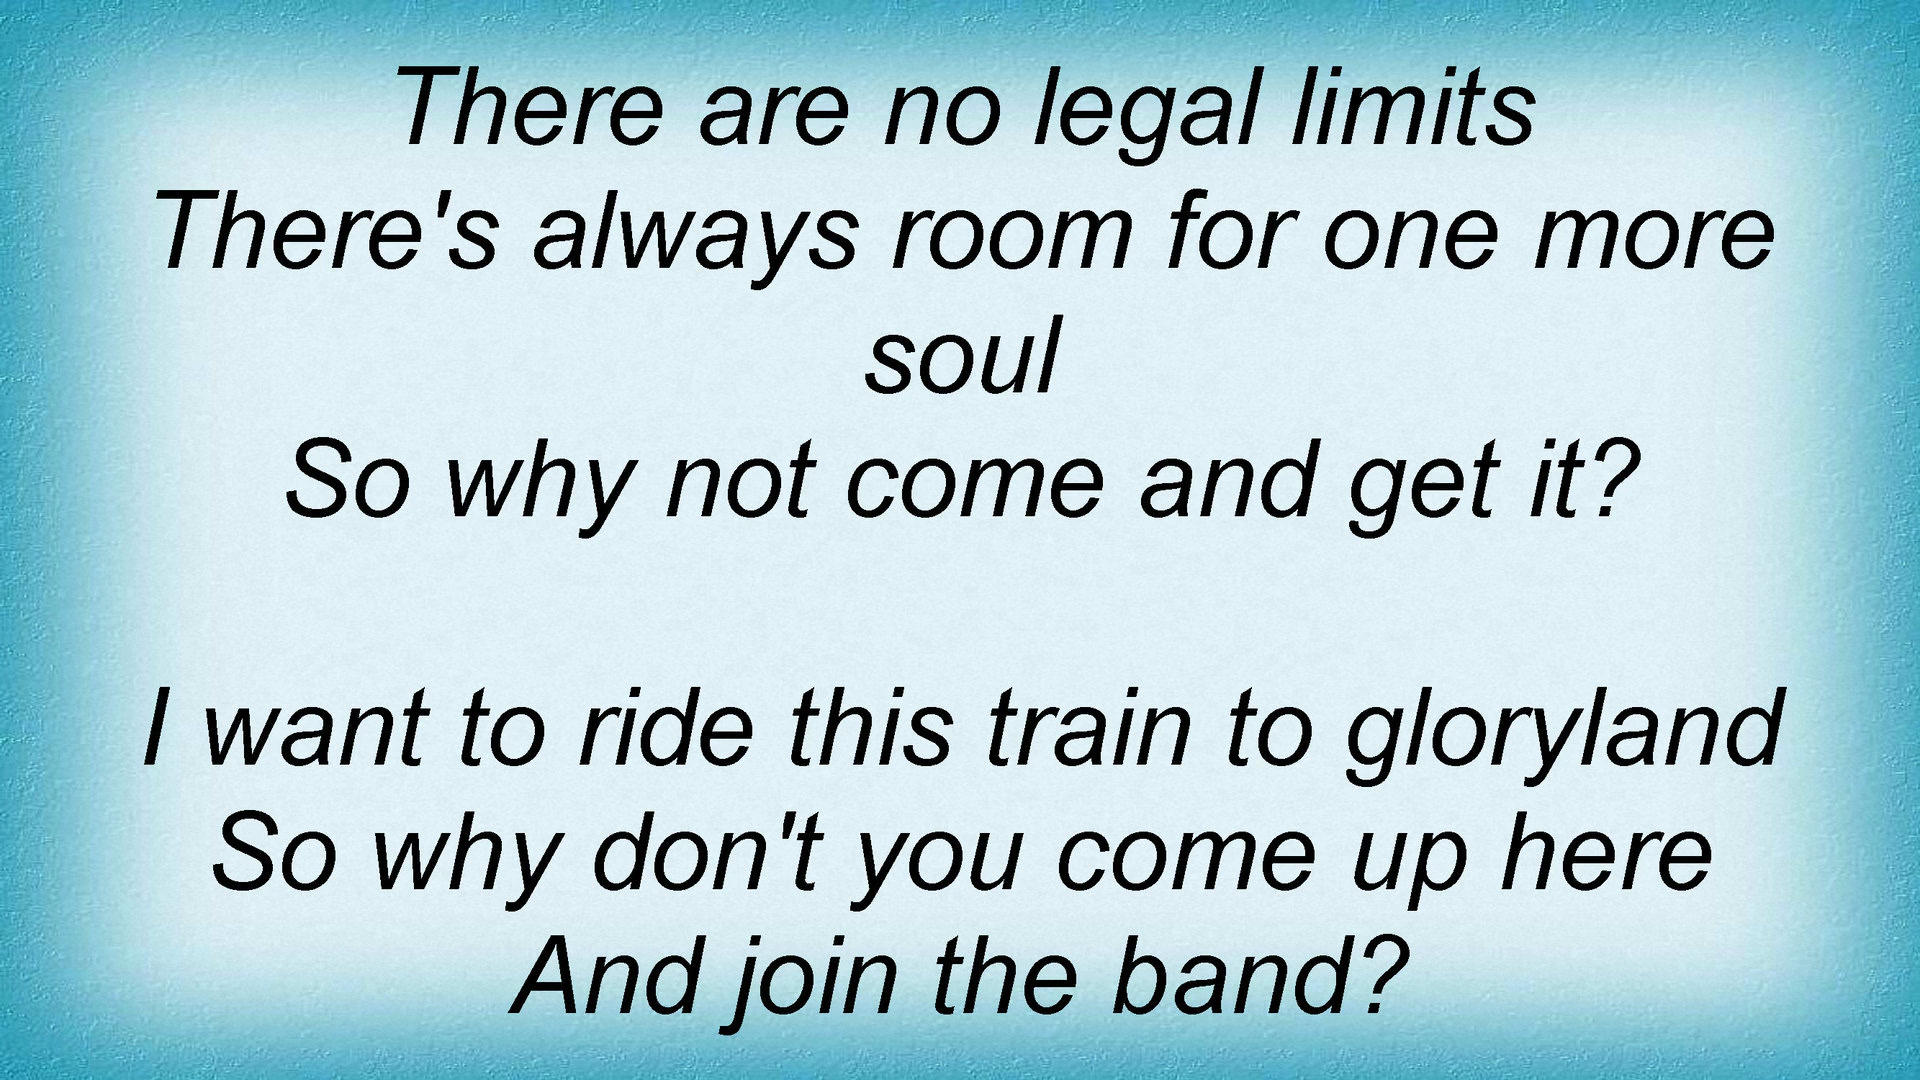 There are no legal limits
There's always room for one more
soul
So why not come and get it?
I want to ride this train to gloryland
So why don't you come up here
And join the band?